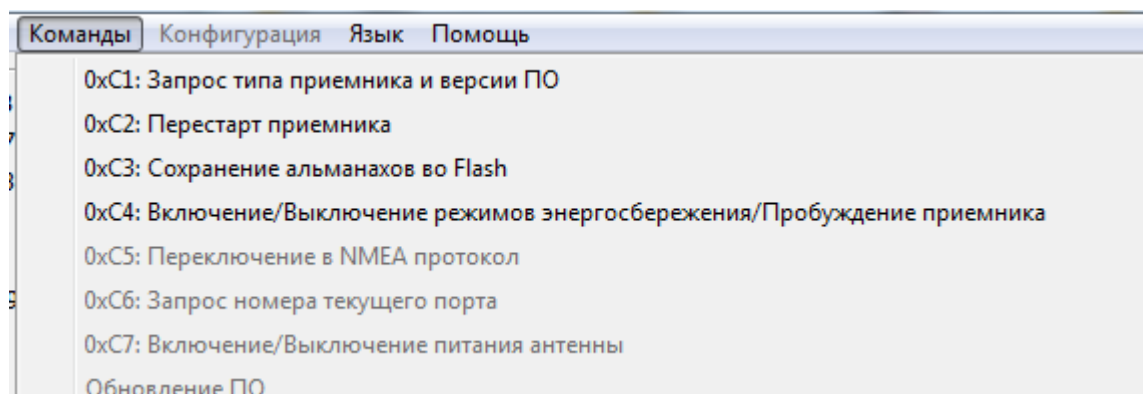 Команды Конфигурация Язык Помощь
0xC1: Запрос типа приемника и версии ПО
0xC2: Перестарт приемника
0xC3: Сохранение альманахов во Flash
0xC4: Включение/Выключение режимов энергосбережения/Пробуждение приемника
0xC5: Переключение в NMEA протокол
0xC6: Запрос номера текущего порта
0xC7: Включение/Выключение питания антенны
Обновление ПО